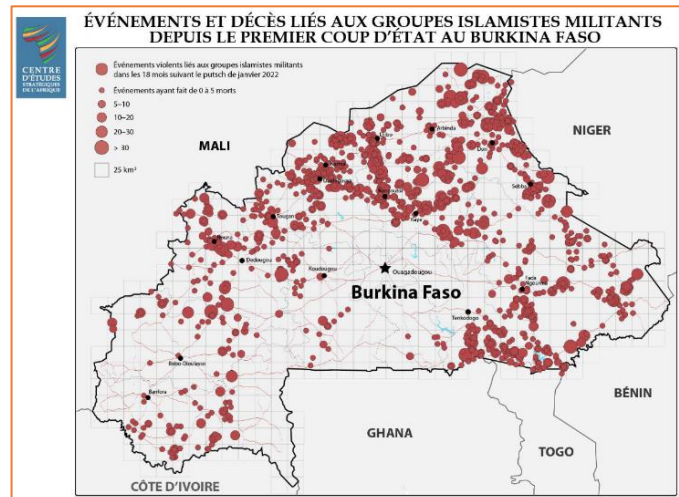 ÉVÉNEMENTS ET DÉCÈS LIÉS AUX GROUPES ISLAMISTES MILITANTS
DEPUIS LE PREMIER COUP D'ÉTAT AU BURKINA FASO
CENTRE
D'ÉTUDES
STRATÉGIQUES
DE L'AFRIQUE
Événements violents liés aux groupes islamistes militants
dans les 18 mois suivant le putsch de janvier 2022
Événements ayant fait de 0 à 5 morts
5–10
10–20
20–30
> 30
25 km²
MALI
NIGER
Djibo
Arbinda
Dori
Sebba
Tougan
Kaya
Nouna
Dédougou
Koudougou
Ouagadougou
Burkina Faso
Fada
Ngourma
Tenkodogo
Bobo Dioulasso
Banfora
BÉNIN
GHANA
TOGO
CÔTE D'IVOIRE